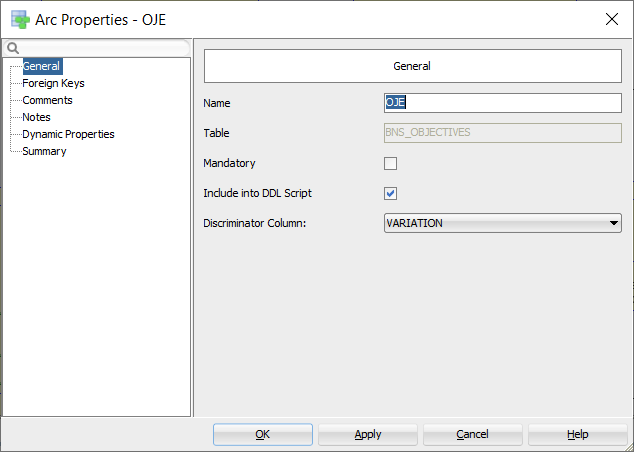 Arc Properties - OJE
General
Foreign Keys
Comments
Notes
Dynamic Properties
Summary
General
Name
OJE
Table
BNS_OBJECTIVES
Mandatory
Include into DDL Script
Discriminator Column:
VARIATION
OK
Apply
Cancel
Help